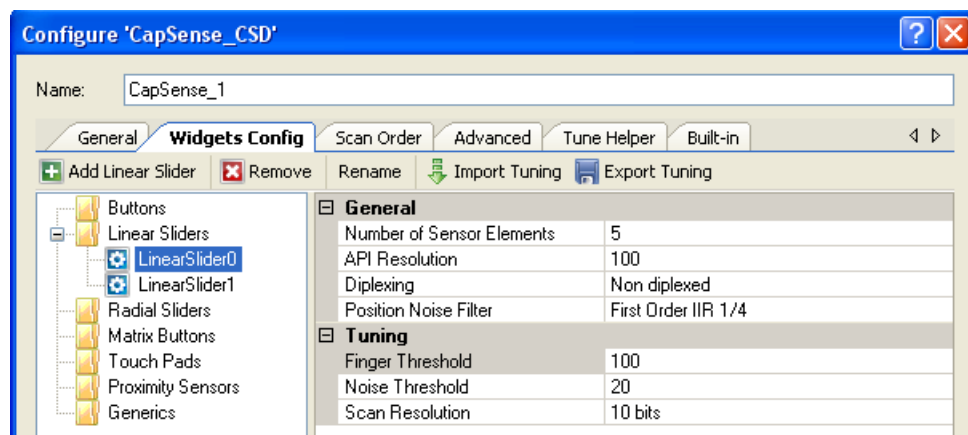 Configure 'CapSense_CSD'
Name: CapSense_1
General Widgets Config Scan Order Advanced Tune Helper Built-in
Add Linear Slider Remove Rename Import Tuning Export Tuning
Buttons
Linear Sliders
LinearSlider0
LinearSlider1
Radial Sliders
Matrix Buttons
Touch Pads
Proximity Sensors
Generics
General
Number of Sensor Elements 5
API Resolution 100
Diplexing Non diplexed
Position Noise Filter First Order IIR 1/4
Tuning
Finger Threshold 100
Noise Threshold 20
Scan Resolution 10 bits